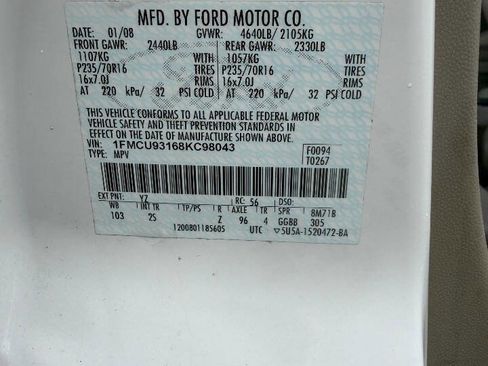 MFD. BY FORD MOTOR CO.
DATE: 01/08 GVWR: 4640LB/ 2105KG
FRONT GAWR: 2440LB REAR GAWR: 2330LB
1107KG WITH 1057KG WITH
P235/70R16 TIRES P235/70R16 TIRES
16x7.0J RIMS 16x7.0J RIMS
AT 220 kPa/ 32 PSI COLD AT 220 kPa/ 32 PSI COLD
THIS VEHICLE CONFORMS TO ALL APPLICABLE FEDERAL MOTOR
VEHICLE SAFETY AND THEFT PREVENTION STANDARDS IN
EFFECT ON THE DATE OF MANUFACTURE SHOWN ABOVE.
VIN: 1FMCU93168KC98043 F0094
TYPE: MPV T0267
EXT PNT: YZ RC: 56 DSO:
WB INT TR TP/PS R AXLE TR SPR 8M71B
103 2S Z 96 4 GGBB 305
1200801185605 UTC ▽5U5A-1520472-BA